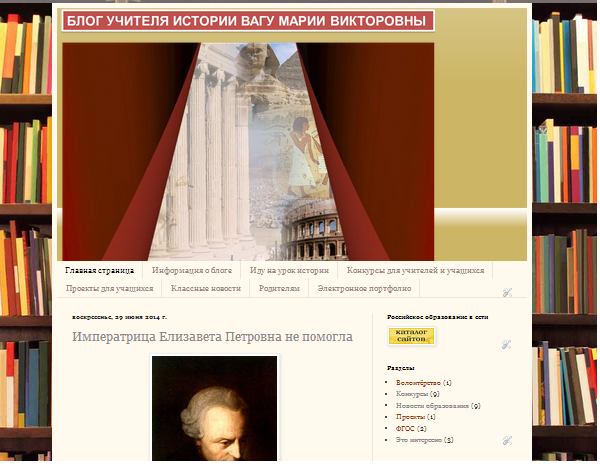 БЛОГ УЧИТЕЛЯ ИСТОРИИ ВАГУ МАРИИ ВИКТОРОВНЫ
Главная страница
Информация о блоге
Иду на урок истории
Конкурсы для учителей и учащихся
Проекты для учащихся
Классные новости
Родителям
Электронное портфолио
воскресенье, 29 июня 2014 г.
Императрица Елизавета Петровна не помогла
Российское образование в сети
каталог
сайтов
Разделы
Волонтёрство (1)
Конкурсы (9)
Новости образования (9)
Проекты (1)
ФГОС (2)
Это интересно (3)